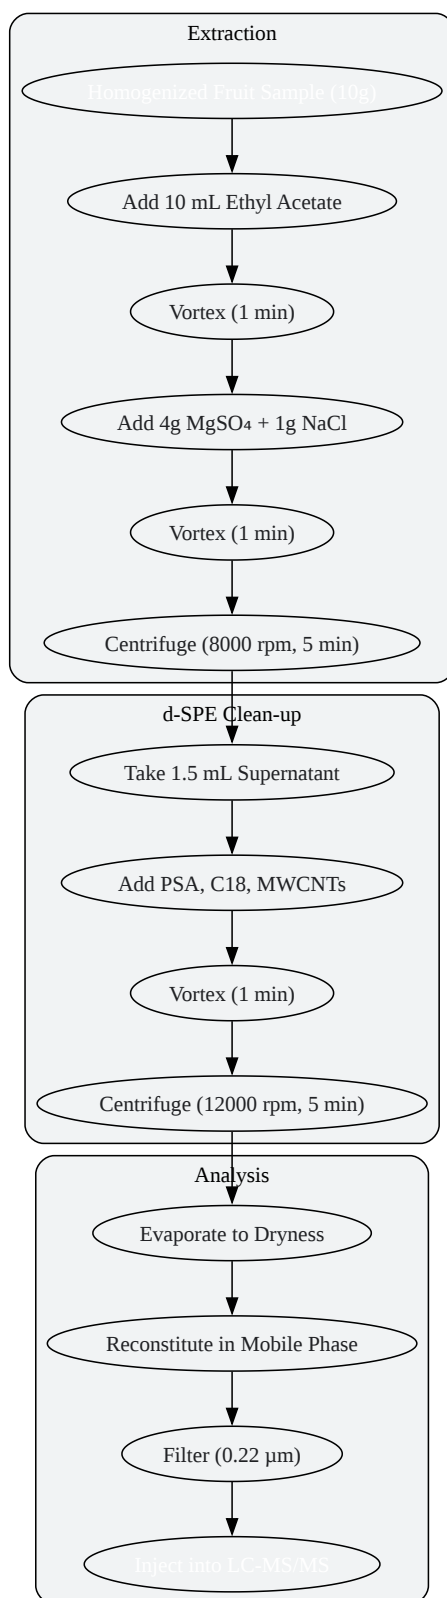 Extraction
Homogenized Fruit Sample (10g)
Add 10 mL Ethyl Acetate
Vortex (1 min)
Add 4g MgSO₄ + 1g NaCl
Vortex (1 min)
Centrifuge (8000 rpm, 5 min)
d-SPE Clean-up
Take 1.5 mL Supernatant
Add PSA, C18, MWCNTs
Vortex (1 min)
Centrifuge (12000 rpm, 5 min)
Analysis
Evaporate to Dryness
Reconstitute in Mobile Phase
Filter (0.22 µm)
Inject into LC-MS/MS